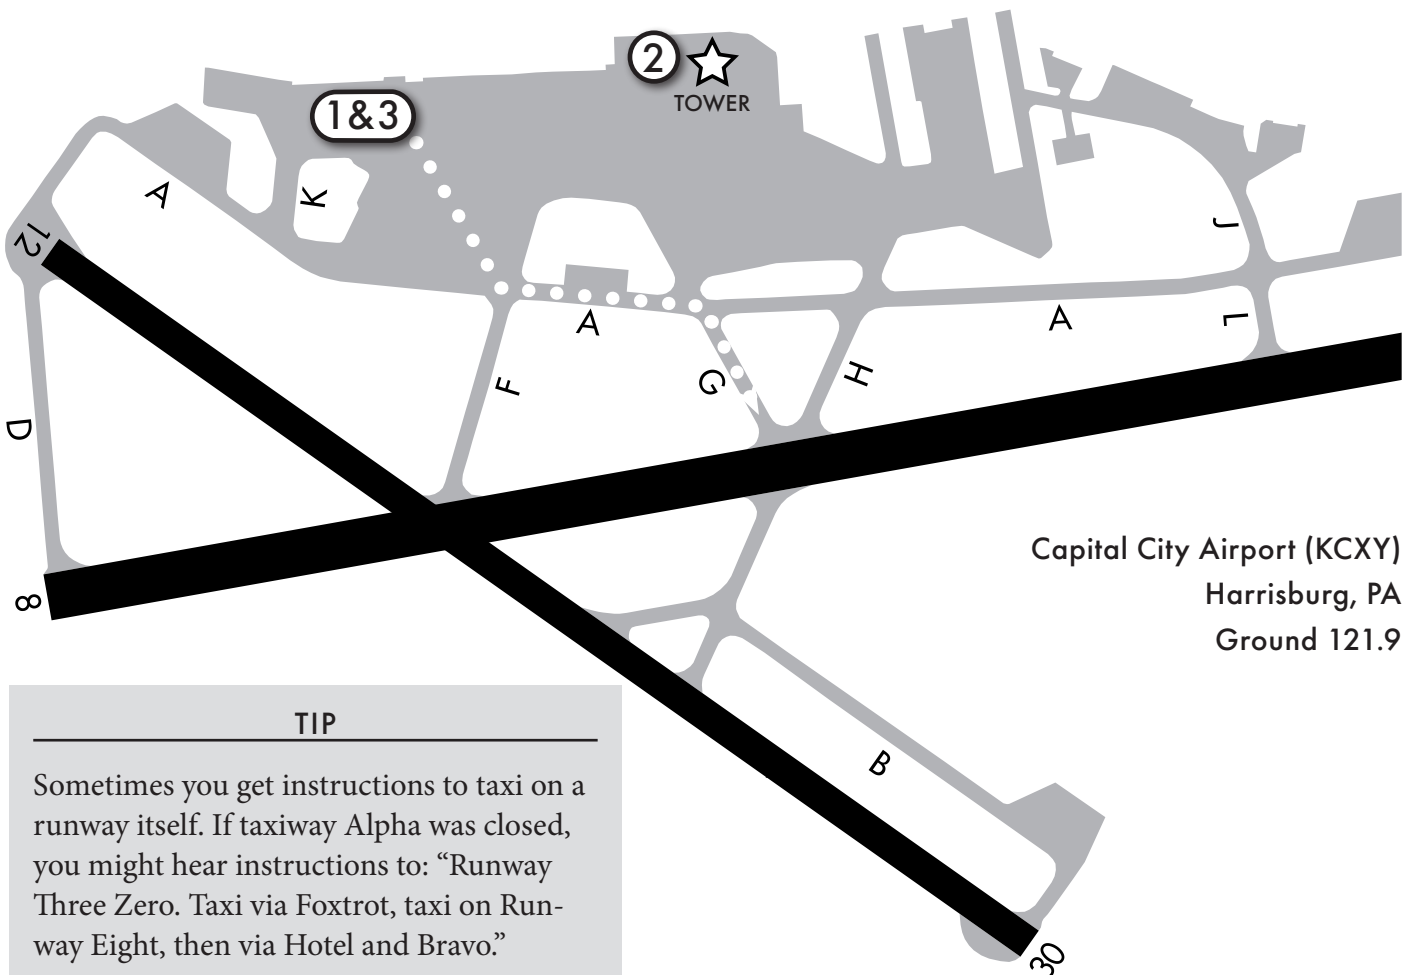 2
TOWER
1&3
A
K
J
12
A
A
L
F
G
H
D
8
Capital City Airport (KCXY)
Harrisburg, PA
Ground 121.9
TIP
Sometimes you get instructions to taxi on a
runway itself. If taxiway Alpha was closed,
you might hear instructions to: “Runway
Three Zero. Taxi via Foxtrot, taxi on Run-
way Eight, then via Hotel and Bravo.”
B
30